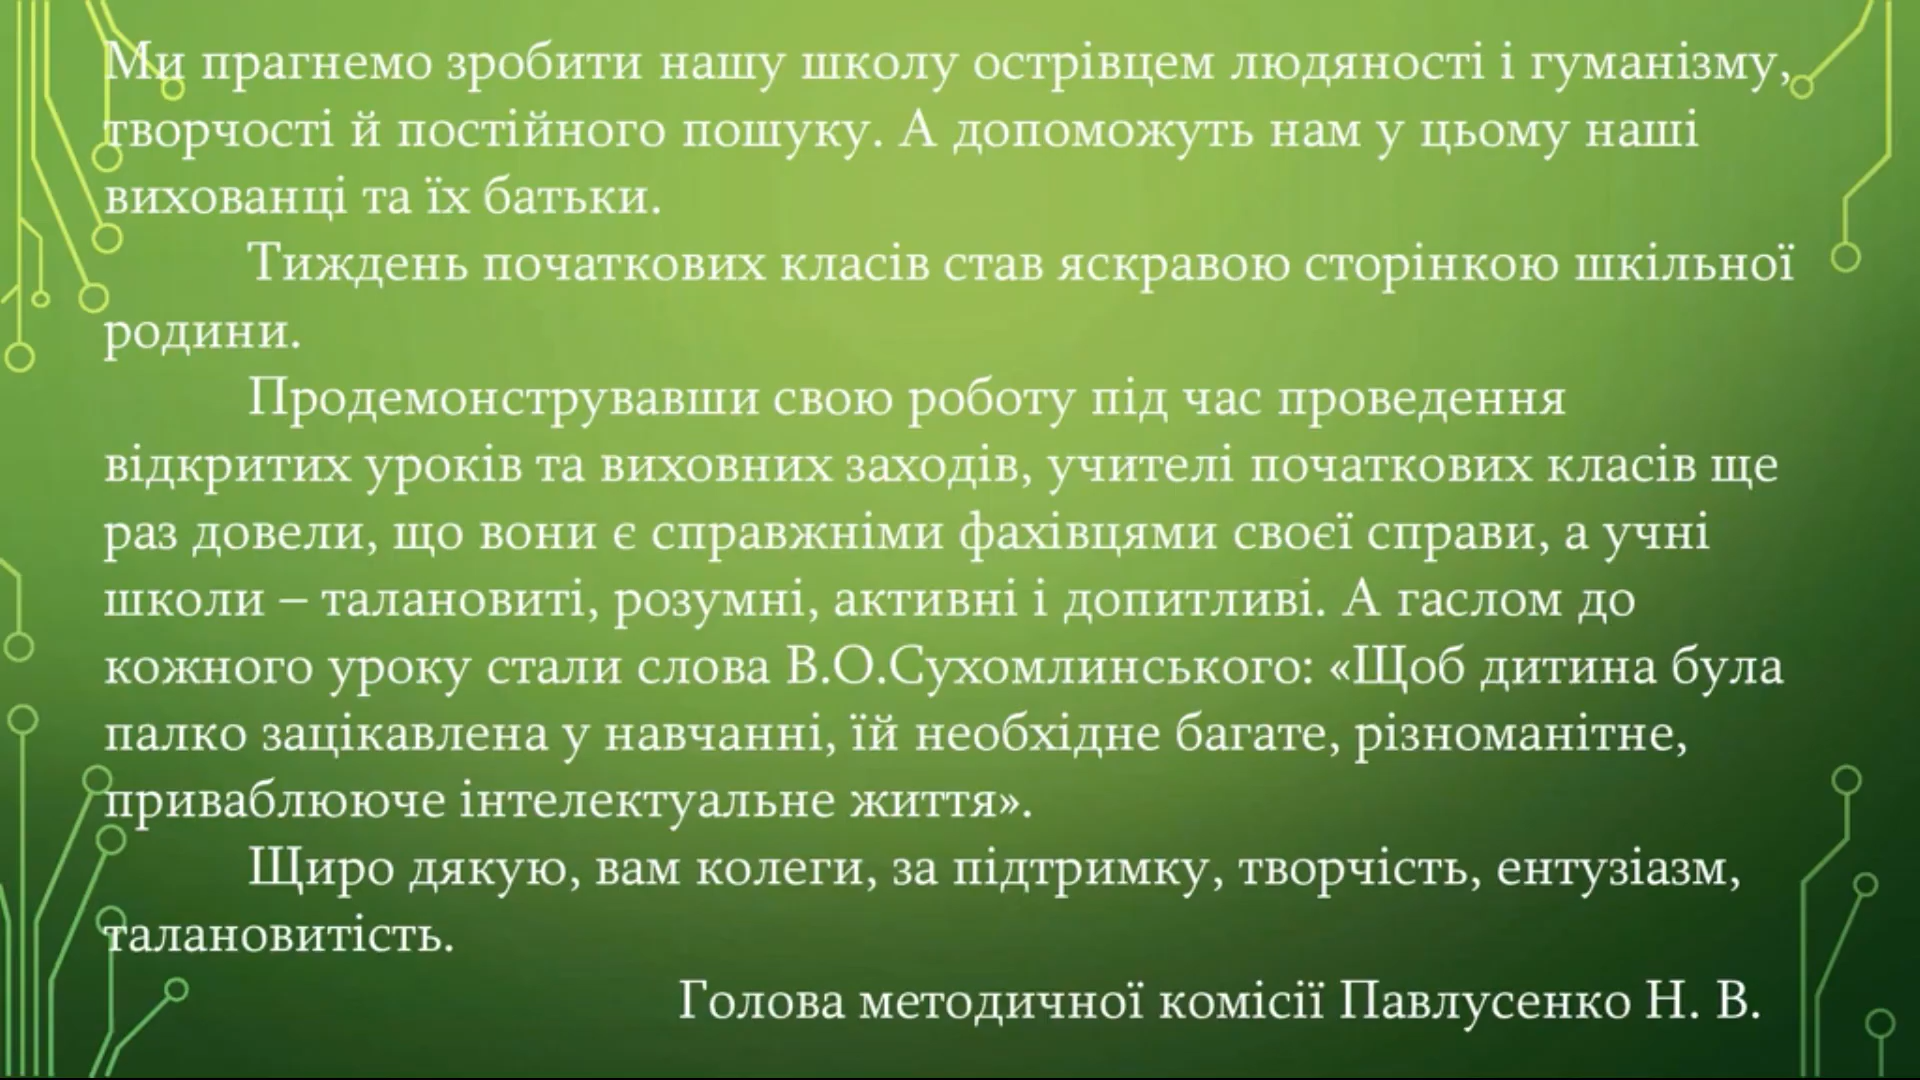 Ми прагнемо зробити нашу школу острівцем людяності і гуманізму,
творчості й постійного пошуку. А допоможуть нам у цьому наші
вихованці та їх батьки.
Тиждень початкових класів став яскравою сторінкою шкільної
родини.
Продемонструвавши свою роботу під час проведення
відкритих уроків та виховних заходів, учителі початкових класів ще
раз довели, що вони є справжніми фахівцями своєї справи, а учні
школи – талановиті, розумні, активні і допитливі. А гаслом до
кожного уроку стали слова В.О.Сухомлинського: «Щоб дитина була
палко зацікавлена у навчанні, їй необхідне багате, різноманітне,
приваблююче інтелектуальне життя».
Щиро дякую, вам колеги, за підтримку, творчість, ентузіазм,
талановитість.
Голова методичної комісії Павлусенко Н. В.